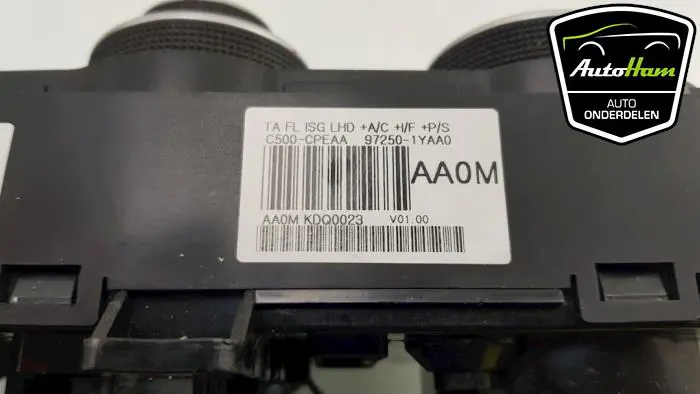 TA FL ISG LHD +A/C +I/F +P/S
C500-CPEAA 97250-1YAA0
AA0M
AA0M KDQ0023 V01.00
AutoHam
AUTO
ONDERDELEN